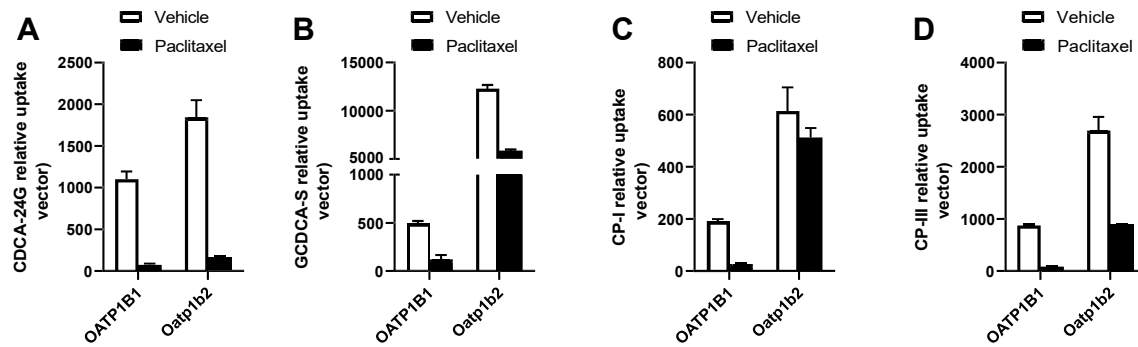 A
Vehicle
Paclitaxel
CDCA-24G relative uptake
vector)
2500
2000
1500
1000
500
0
OATP1B1
Oatp1b2
B
Vehicle
Paclitaxel
GCDCA-S relative uptake
vector)
15000
10000
5000
1000
500
0
OATP1B1
Oatp1b2
C
Vehicle
Paclitaxel
CP-I relative uptake
vector)
800
600
400
200
0
OATP1B1
Oatp1b2
D
Vehicle
Paclitaxel
CP-III relative uptake
vector)
4000
3000
2000
1000
0
OATP1B1
Oatp1b2